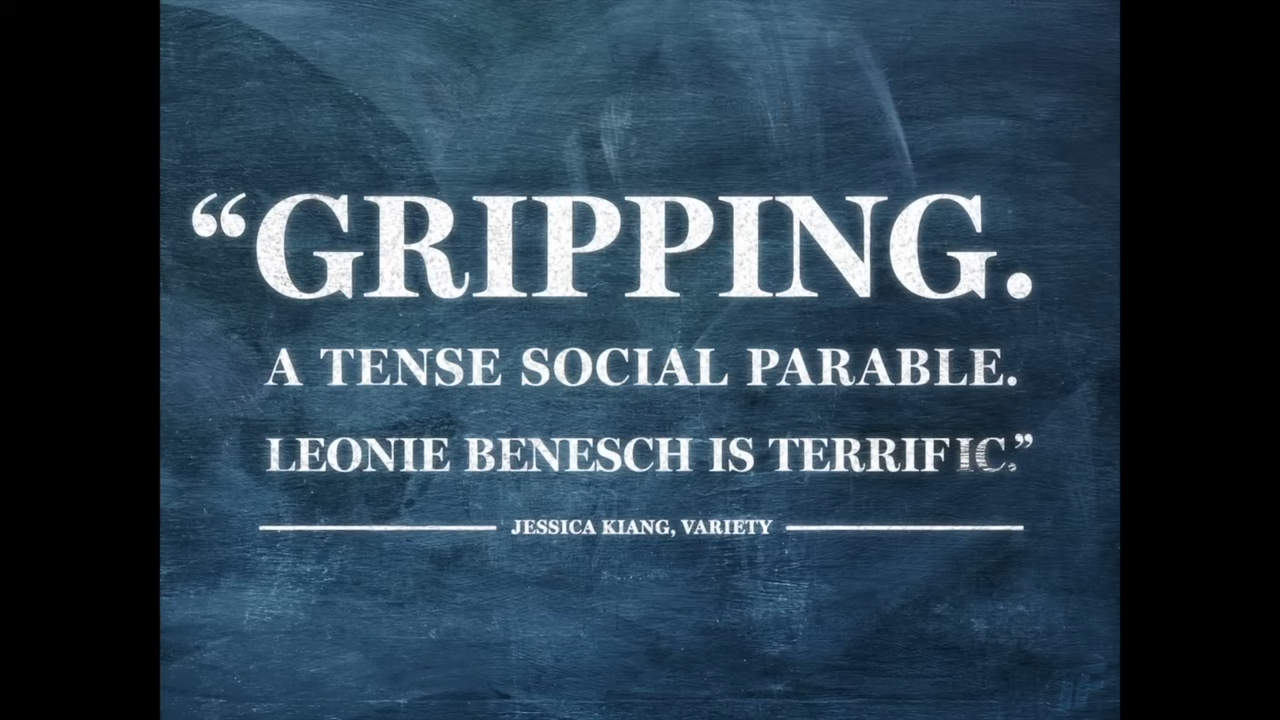 “GRIPPING.
A TENSE SOCIAL PARABLE.
LEONIE BENESCH IS TERRIFIC.”
JESSICA KIANG, VARIETY